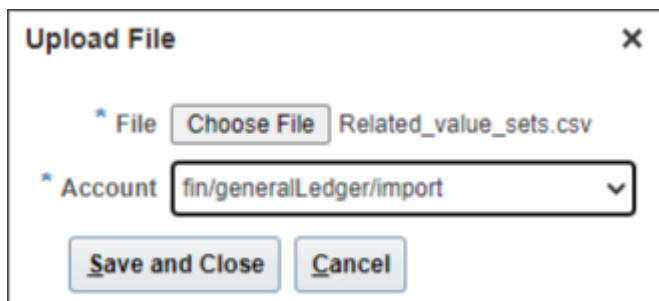 Upload File
* File Choose File Related_value_sets.csv
* Account fin/generalLedger/import
Save and Close Cancel